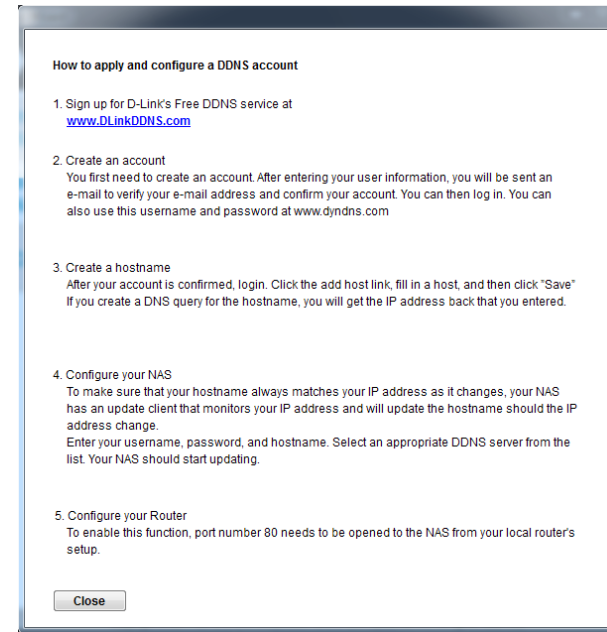 How to apply and configure a DDNS account
1. Sign up for D-Link's Free DDNS service at
www.DLinkDDNS.com
2. Create an account
You first need to create an account. After entering your user information, you will be sent an
e-mail to verify your e-mail address and confirm your account. You can then log in. You can
also use this username and password at www.dyndns.com
3. Create a hostname
After your account is confirmed, login. Click the add host link, fill in a host, and then click "Save"
If you create a DNS query for the hostname, you will get the IP address back that you entered.
4. Configure your NAS
To make sure that your hostname always matches your IP address as it changes, your NAS
has an update client that monitors your IP address and will update the hostname should the IP
address change.
Enter your username, password, and hostname. Select an appropriate DDNS server from the
list. Your NAS should start updating.
5. Configure your Router
To enable this function, port number 80 needs to be opened to the NAS from your local router's
setup.
Close